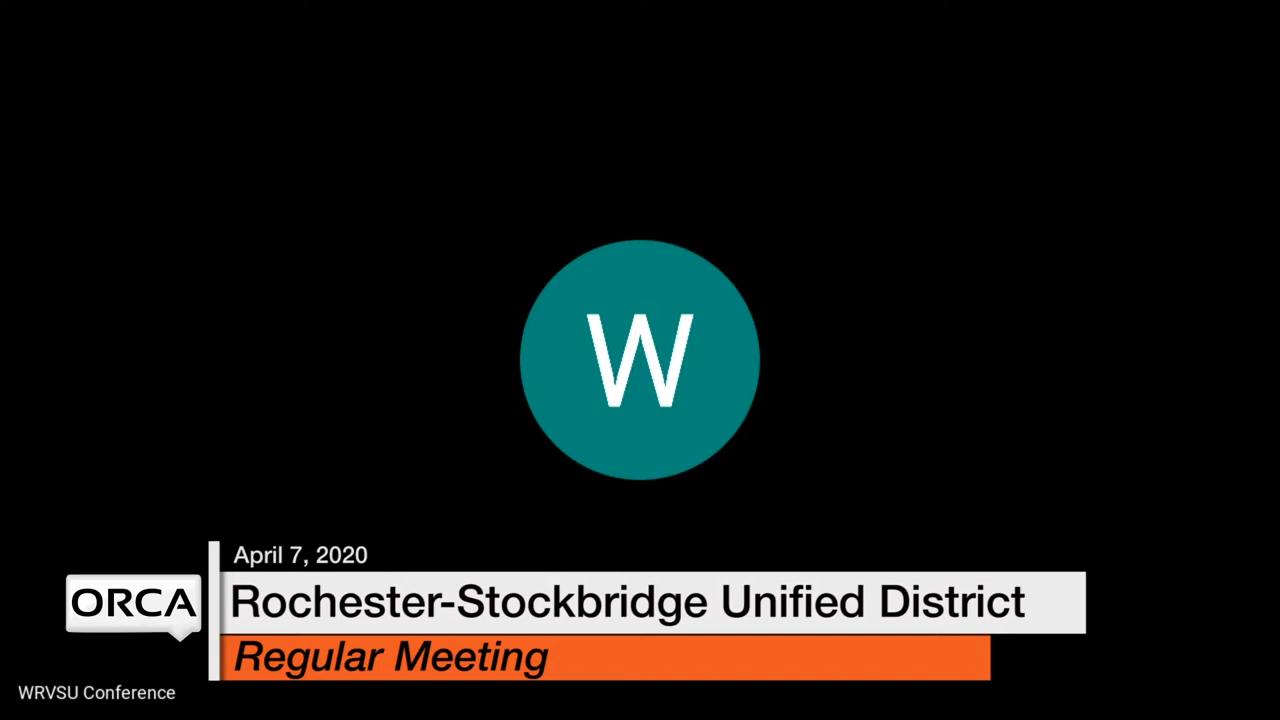 W
April 7, 2020
ORCA
Rochester-Stockbridge Unified District
Regular Meeting
WRVSU Conference